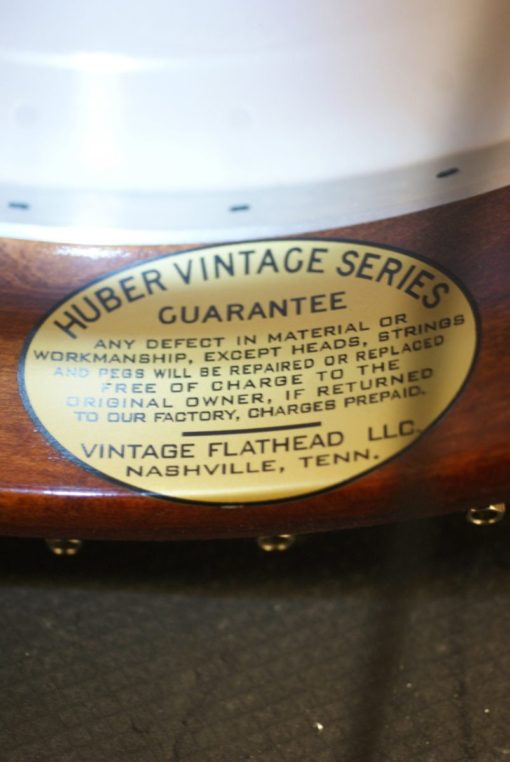 HUBER VINTAGE SERIES
GUARANTEE
ANY DEFECT IN MATERIAL OR
WORKMANSHIP, EXCEPT HEADS, STRINGS
AND PEGS WILL BE REPAIRED OR REPLACED
FREE OF CHARGE TO THE
ORIGINAL OWNER, IF RETURNED
TO OUR FACTORY, CHARGES PREPAID.
VINTAGE FLATHEAD LLC.
NASHVILLE, TENN.